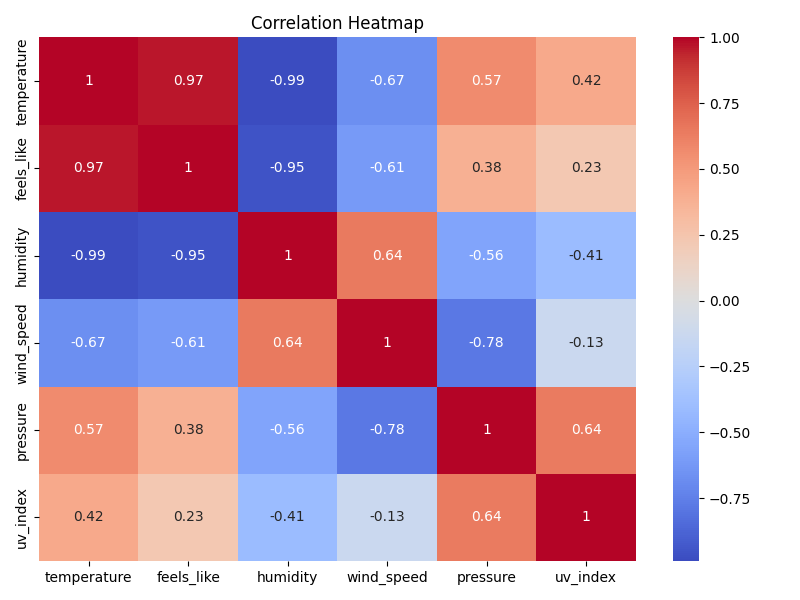 Correlation Heatmap
temperature 1 0.97 -0.99 -0.67 0.57 0.42
feels_like 0.97 1 -0.95 -0.61 0.38 0.23
humidity -0.99 -0.95 1 0.64 -0.56 -0.41
wind_speed -0.67 -0.61 0.64 1 -0.78 -0.13
pressure 0.57 0.38 -0.56 -0.78 1 0.64
uv_index 0.42 0.23 -0.41 -0.13 0.64 1
temperature feels_like humidity wind_speed pressure uv_index
1.00
0.75
0.50
0.25
0.00
−0.25
−0.50
−0.75